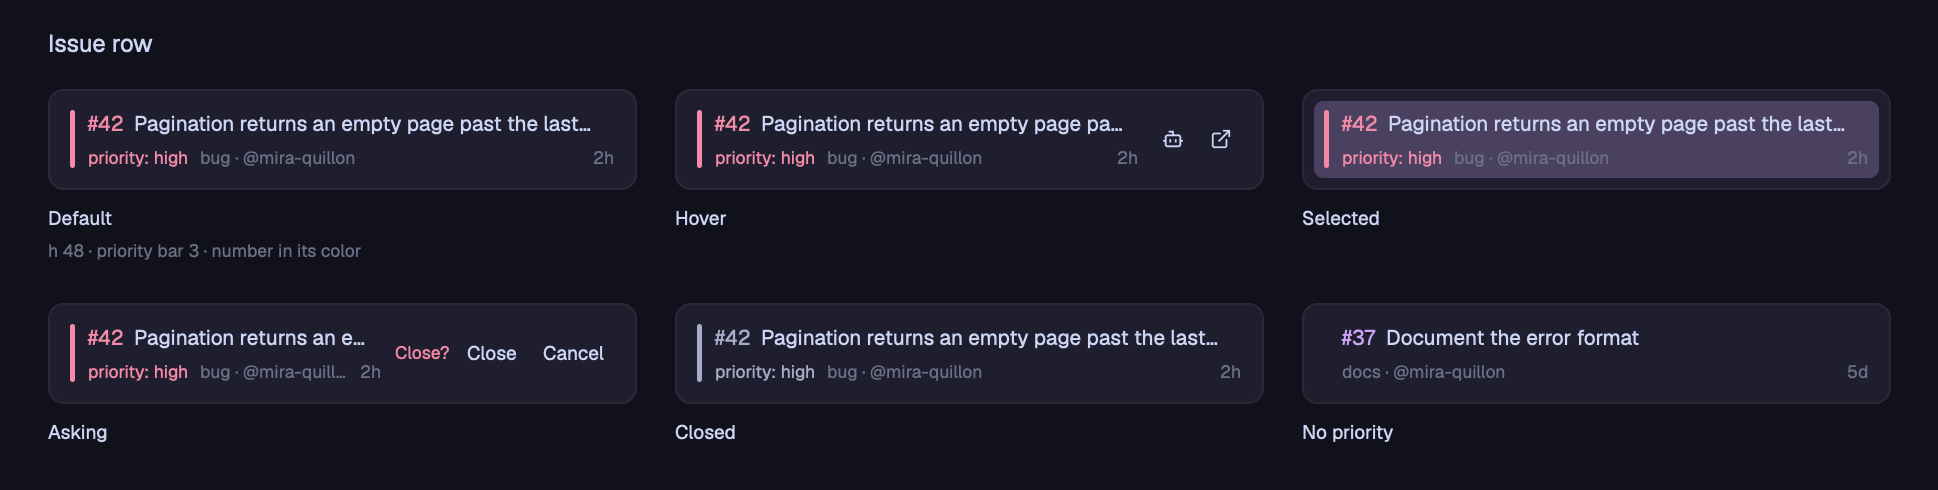 Issue row
#42 Pagination returns an empty page past the last...
priority: high bug · @mira-quillon 2h
Default
h 48 · priority bar 3 · number in its color
#42 Pagination returns an empty page pa...
priority: high bug · @mira-quillon 2h
Hover
#42 Pagination returns an empty page past the last...
priority: high bug · @mira-quillon 2h
Selected
#42 Pagination returns an e...
priority: high bug · @mira-quill... 2h
Close? Close Cancel
Asking
#42 Pagination returns an empty page past the last...
priority: high bug · @mira-quillon 2h
Closed
#37 Document the error format
docs · @mira-quillon 5d
No priority